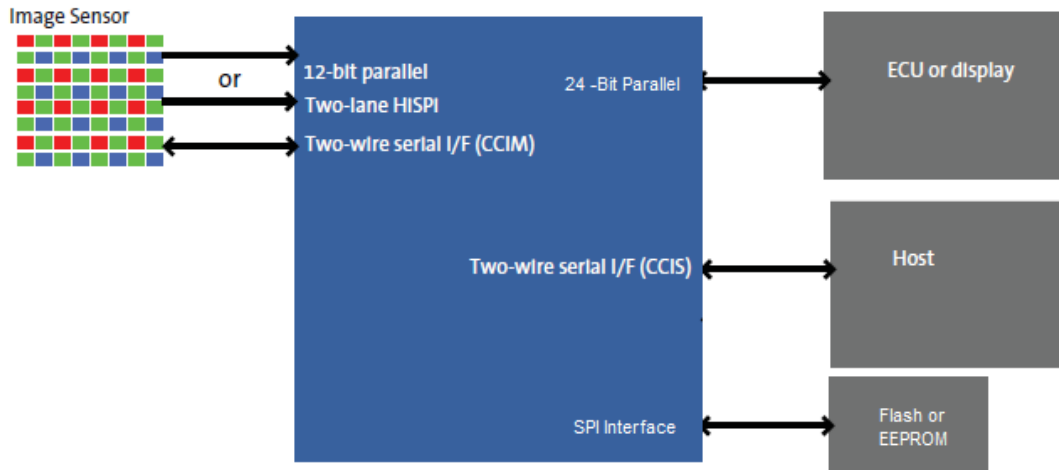 Image Sensor
or
12-bit parallel
Two-lane HISPI
Two-wire serial I/F (CCIM)
24 -Bit Parallel
ECU or display
Two-wire serial I/F (CCIS)
Host
SPI Interface
Flash or
EEPROM